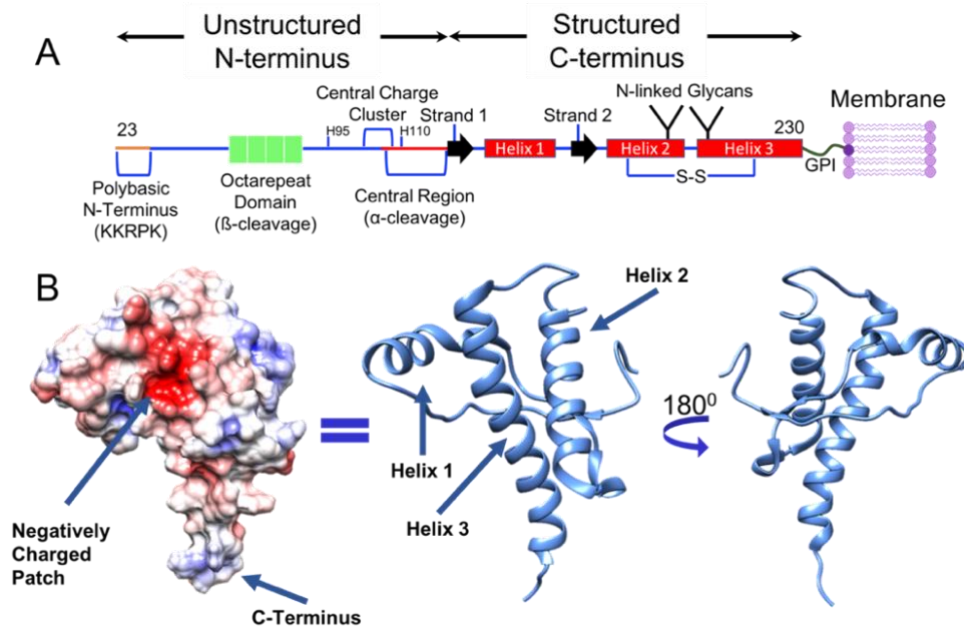 A
Unstructured
N-terminus
Structured
C-terminus
Central Charge
Cluster
Strand 1
Strand 2
N-linked Glycans
Membrane
23
H95
H110
230
Helix 1
Helix 2
Helix 3
GPI
S-S
Polybasic
N-Terminus
(KKRPK)
Octarepeat
Domain
(ß-cleavage)
Central Region
(α-cleavage)
B
Helix 2
180⁰
Helix 1
Helix 3
Negatively
Charged
Patch
C-Terminus